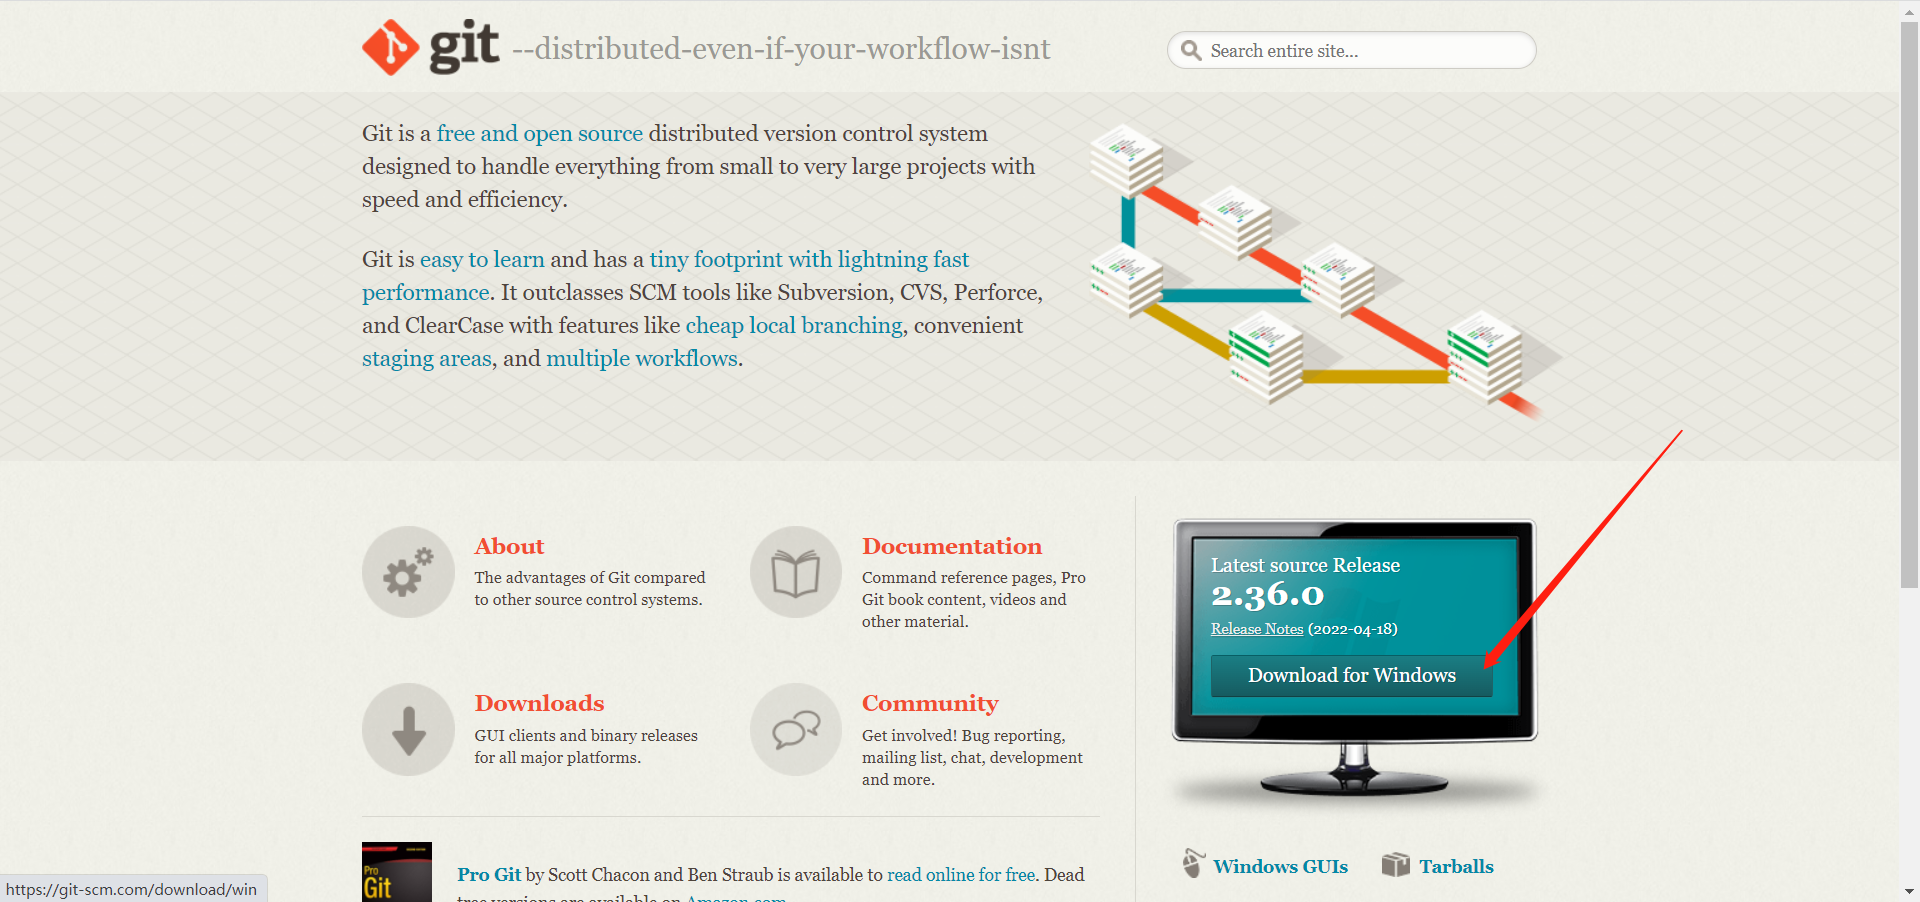 git --distributed-even-if-your-workflow-isnt
Search entire site...
Git is a free and open source distributed version control system
designed to handle everything from small to very large projects with
speed and efficiency.
Git is easy to learn and has a tiny footprint with lightning fast
performance. It outclasses SCM tools like Subversion, CVS, Perforce,
and ClearCase with features like cheap local branching, convenient
staging areas, and multiple workflows.
About
The advantages of Git compared
to other source control systems.
Documentation
Command reference pages, Pro
Git book content, videos and
other material.
Downloads
GUI clients and binary releases
for all major platforms.
Community
Get involved! Bug reporting,
mailing list, chat, development
and more.
Latest source Release
2.36.0
Release Notes (2022-04-18)
Download for Windows
Windows GUIs
Tarballs
Pro
Git
Pro Git by Scott Chacon and Ben Straub is available to read online for free. Dead
tree versions are available on Amazon.com.
https://git-scm.com/download/win